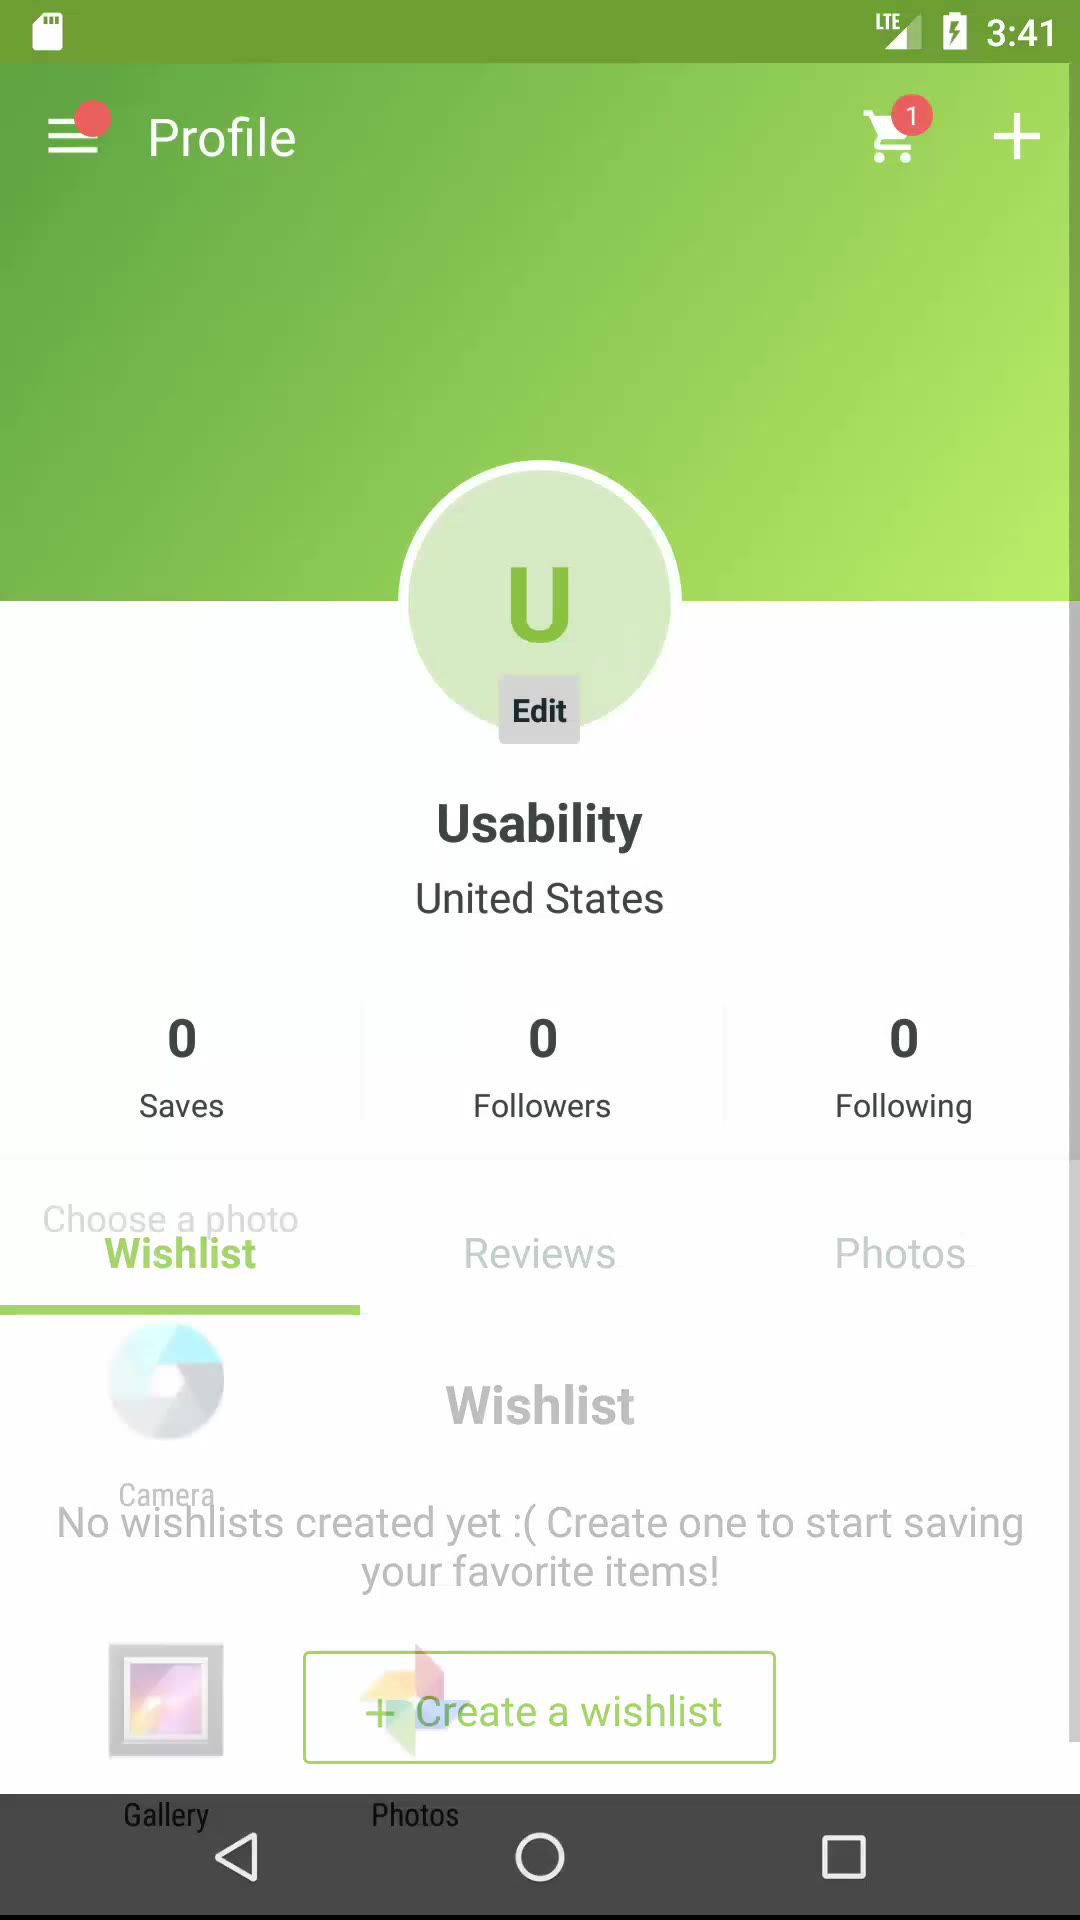 LTE 3:41
Profile
1
U
Edit
Usability
United States
0 0 0
Saves Followers Following
Choose a photo
Wishlist Reviews Photos
Wishlist
Camera
No wishlists created yet :( Create one to start saving
your favorite items!
+ Create a wishlist
Gallery Photos